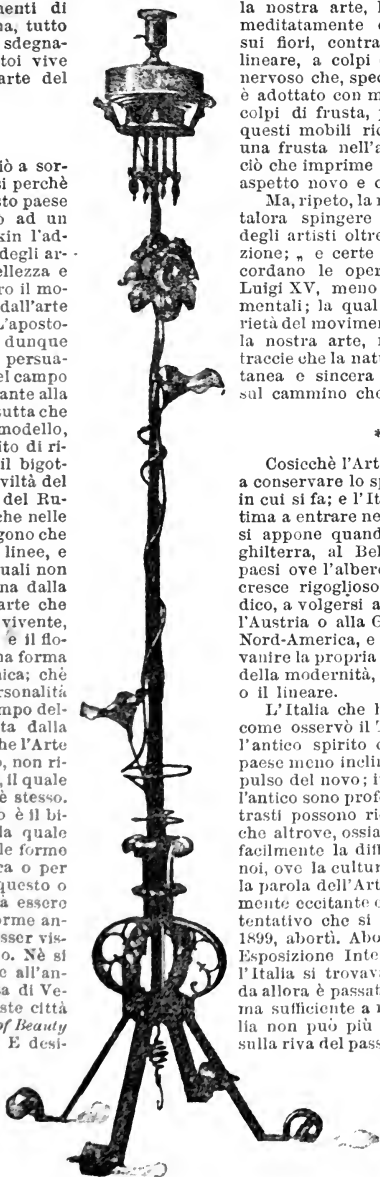 menti di
na, tutto
sdegna-
toi vive
arte del
iò a sor-
si perchè
sto paese
o ad un
kin l'ad-
degli ar-
ellezza e
ro il mo-
dall'arte
L'aposto-
dunque
persua-
el campo
ante alla
utta che
modello,
ito di ri-
il bigot-
viltà del
del Ru-
che nelle
gono che
linee, e
uali non
na dalla
arte che
vivente,
e il flo-
na forma
nica; chè
rsonalità
mpo del-
ta dalla
he l'Arte
o, non ri-
, il quale
è stesso.
o è il bi-
la quale
le forme
ca o per
questo o
à essere
orme an-
sser vis-
o. Nè si
e all'an-
sa di Ve-
ste città
of Beauty
E desi-
la nostra arte, l
meditatamente
sui fiori, contra
lineare, a colpi
nervoso che, spec
è adottato con m
colpi di frusta,
questi mobili ric
una frusta nell'a
ciò che imprime
aspetto novo e c
Ma, ripeto, la r
talora spingere
degli artisti oltre
zione; „ e certe
cordano le oper
Luigi XV, meno
mentali; la qual
rietà del movimen
la nostra arte, r
traccie che la natu
tanea e sincera
sul cammino che
*
Cosicchè l'Art
a conservare lo sp
in cui si fa; e l'It
tima a entrare ne
si appone quand
ghilterra, al Bel
paesi ove l'alber
cresce rigoglioso
dico, a volgersi a
l'Austria o alla G
Nord-America, e
vanire la propria
della modernità,
o il lineare.
L'Italia che l
come osservò il T
l'antico spirito c
paese meno inclin
pulso del novo; i
l'antico sono prof
trasti possono ri
che altrove, ossia
facilmente la diff
noi, ove la cultur
la parola dell'Art
mente eccitante c
tentativo che si
1899, abortì. Abo
Esposizione Inte
l'Italia si trovav
da allora è passat
ma sufficiente a r
lia non può più
sulla riva del pass